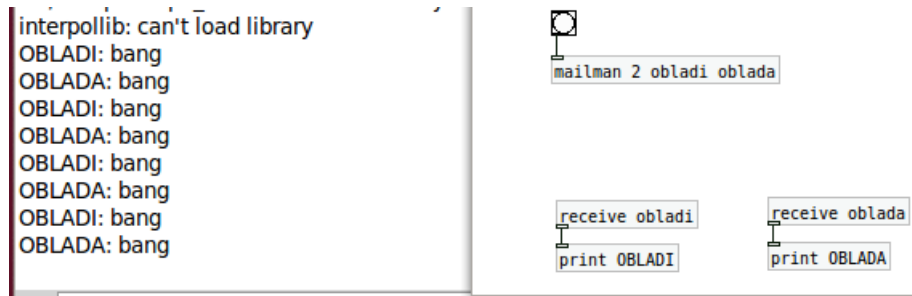 interpollib: can't load library
OBLADI: bang
OBLADA: bang
OBLADI: bang
OBLADA: bang
OBLADI: bang
OBLADA: bang
OBLADI: bang
OBLADA: bang
mailman 2 obladi oblada
receive obladi
print OBLADI
receive oblada
print OBLADA